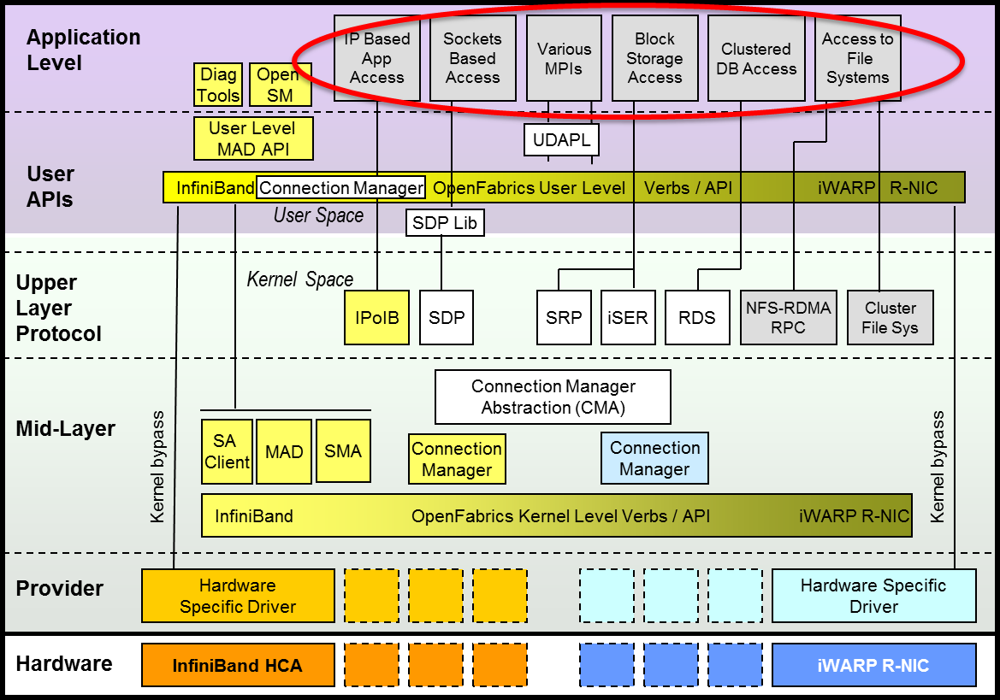 Application
Level
IP Based
App
Access
Sockets
Based
Access
Various
MPIs
Block
Storage
Access
Clustered
DB Access
Access to
File
Systems
Diag
Tools
Open
SM
User Level
MAD API
UDAPL
User
APIs
InfiniBand Connection Manager OpenFabrics User Level Verbs / API iWARP R-NIC
User Space
SDP Lib
Kernel Space
Upper
Layer
Protocol
IPoIB
SDP
SRP
iSER
RDS
NFS-RDMA
RPC
Cluster
File Sys
Connection Manager
Abstraction (CMA)
Mid-Layer
Kernel bypass
SA
Client
MAD
SMA
Connection
Manager
Connection
Manager
Kernel bypass
InfiniBand OpenFabrics Kernel Level Verbs / API iWARP R-NIC
Provider
Hardware
Specific Driver
Hardware Specific
Driver
Hardware
InfiniBand HCA
iWARP R-NIC